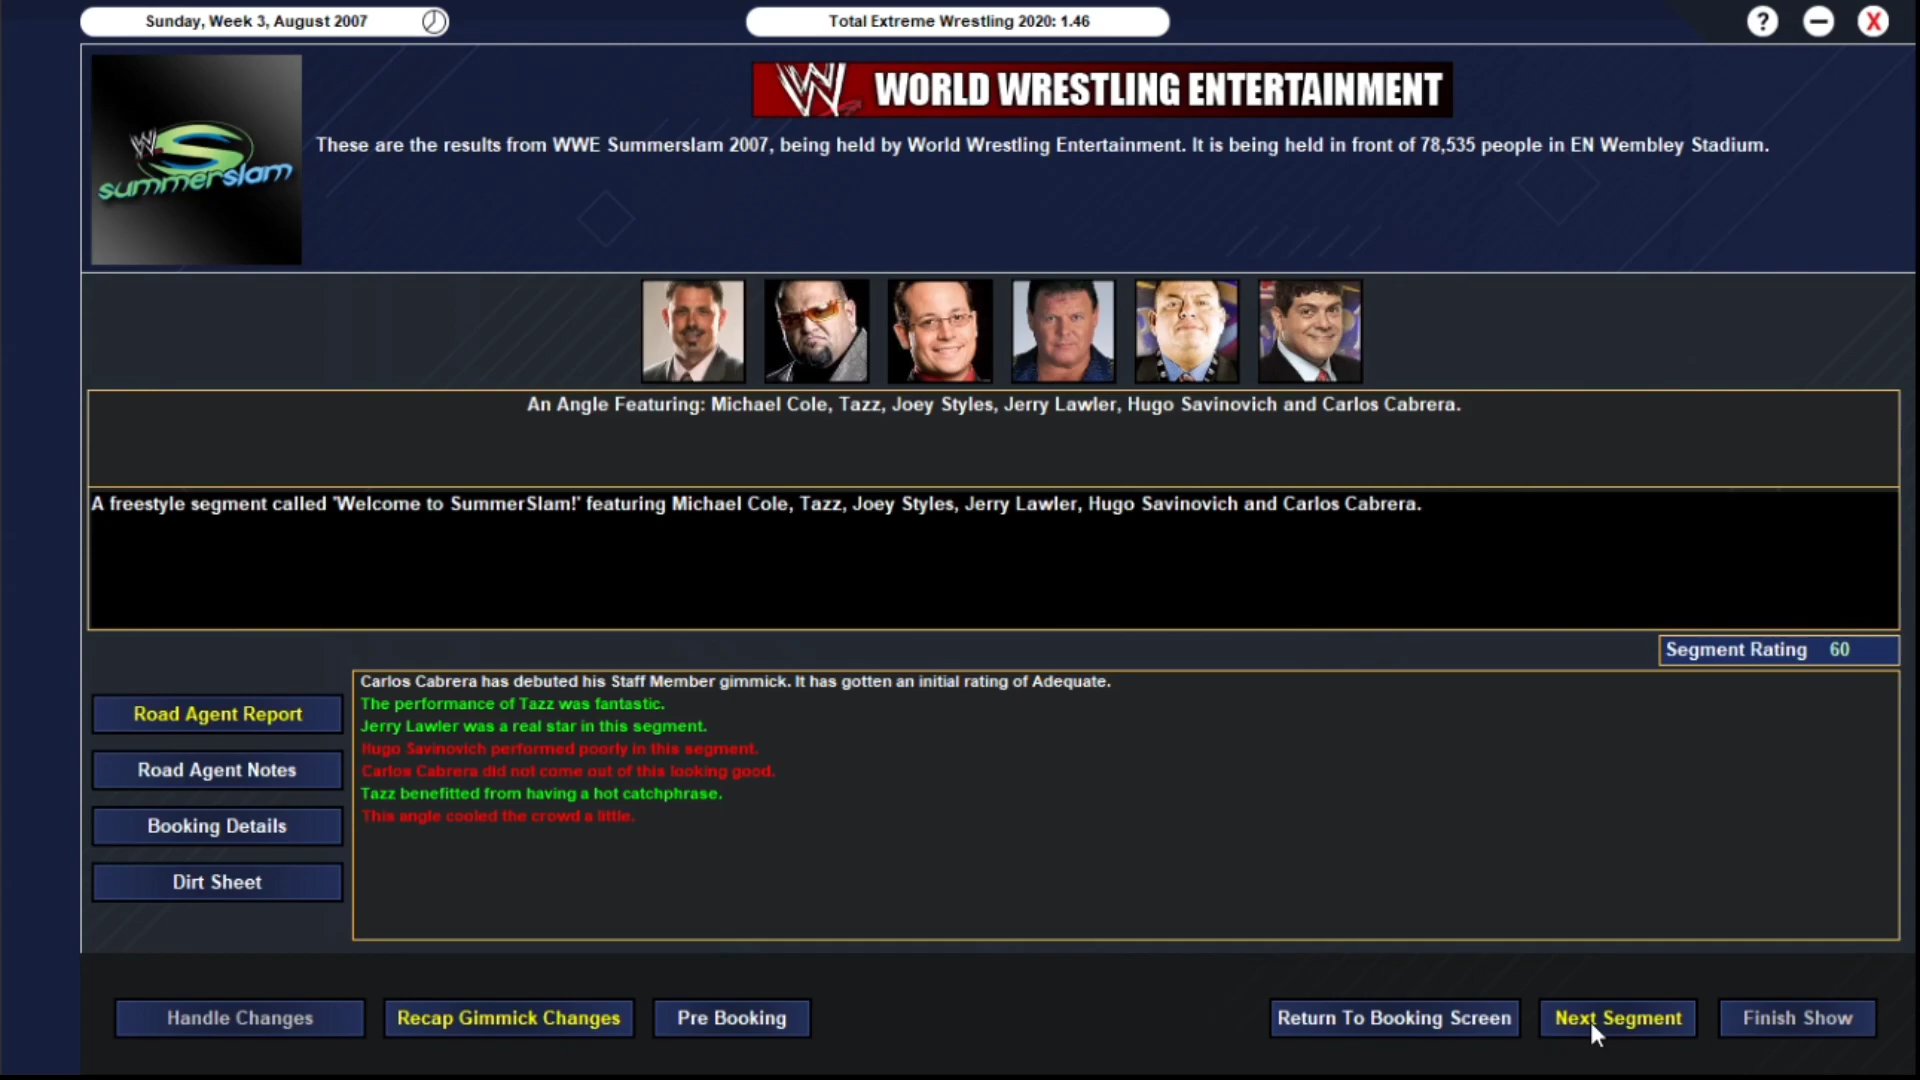 Sunday, Week 3, August 2007
Total Extreme Wrestling 2020: 1.46
?
X
W WORLD WRESTLING ENTERTAINMENT
W
summerslam
These are the results from WWE Summerslam 2007, being held by World Wrestling Entertainment. It is being held in front of 78,535 people in EN Wembley Stadium.
An Angle Featuring: Michael Cole, Tazz, Joey Styles, Jerry Lawler, Hugo Savinovich and Carlos Cabrera.
A freestyle segment called 'Welcome to SummerSlam!' featuring Michael Cole, Tazz, Joey Styles, Jerry Lawler, Hugo Savinovich and Carlos Cabrera.
Segment Rating 60
Carlos Cabrera has debuted his Staff Member gimmick. It has gotten an initial rating of Adequate.
The performance of Tazz was fantastic.
Jerry Lawler was a real star in this segment.
Hugo Savinovich performed poorly in this segment.
Carlos Cabrera did not come out of this looking good.
Tazz benefitted from having a hot catchphrase.
This angle cooled the crowd a little.
Road Agent Report
Road Agent Notes
Booking Details
Dirt Sheet
Handle Changes
Recap Gimmick Changes
Pre Booking
Return To Booking Screen
Next Segment
Finish Show